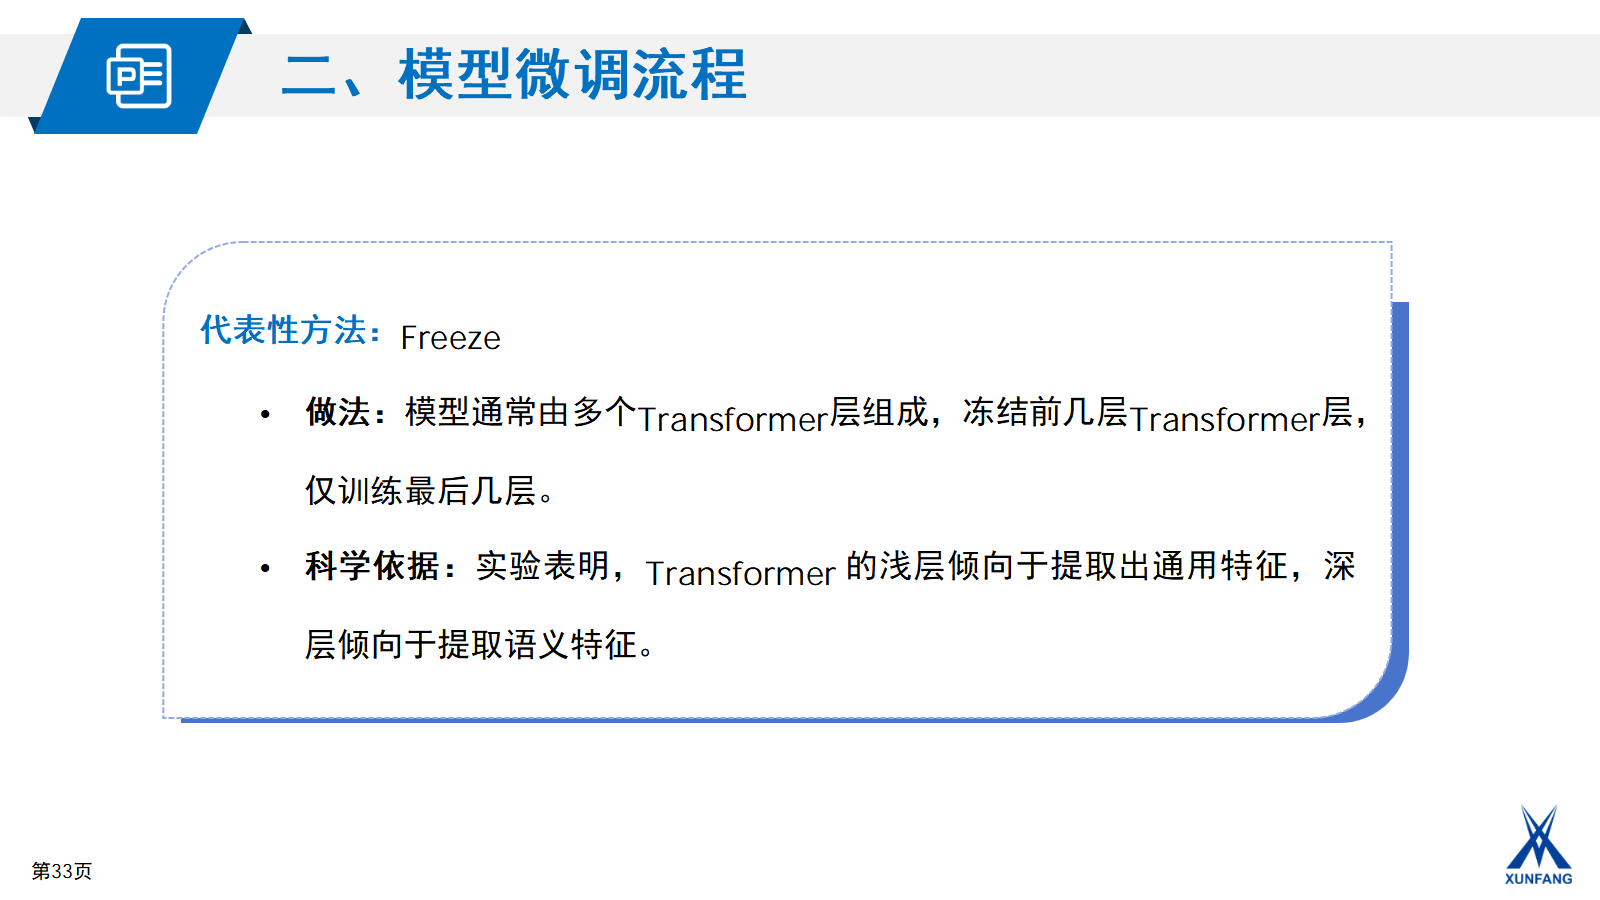 二、模型微调流程
代表性方法：Freeze
• 做法：模型通常由多个Transformer层组成，冻结前几层Transformer层，
仅训练最后几层。
• 科学依据：实验表明，Transformer 的浅层倾向于提取出通用特征，深
层倾向于提取语义特征。
第33页
XUNFANG